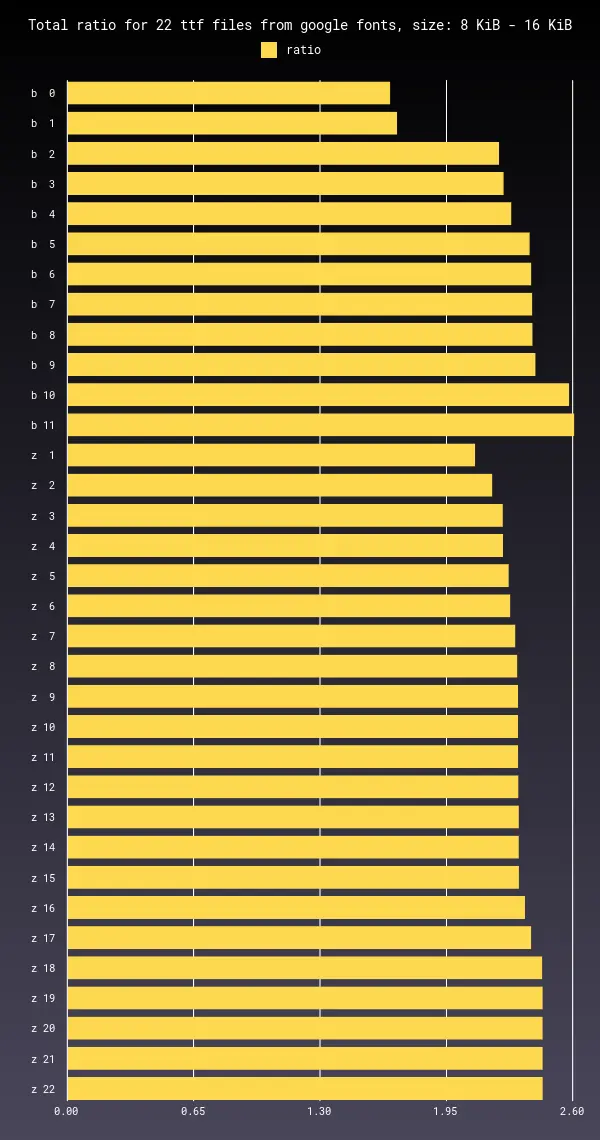 Total ratio for 22 ttf files from google fonts, size: 8 KiB - 16 KiB
ratio
b 0
b 1
b 2
b 3
b 4
b 5
b 6
b 7
b 8
b 9
b 10
b 11
z 1
z 2
z 3
z 4
z 5
z 6
z 7
z 8
z 9
z 10
z 11
z 12
z 13
z 14
z 15
z 16
z 17
z 18
z 19
z 20
z 21
z 22
0.00 0.65 1.30 1.95 2.60